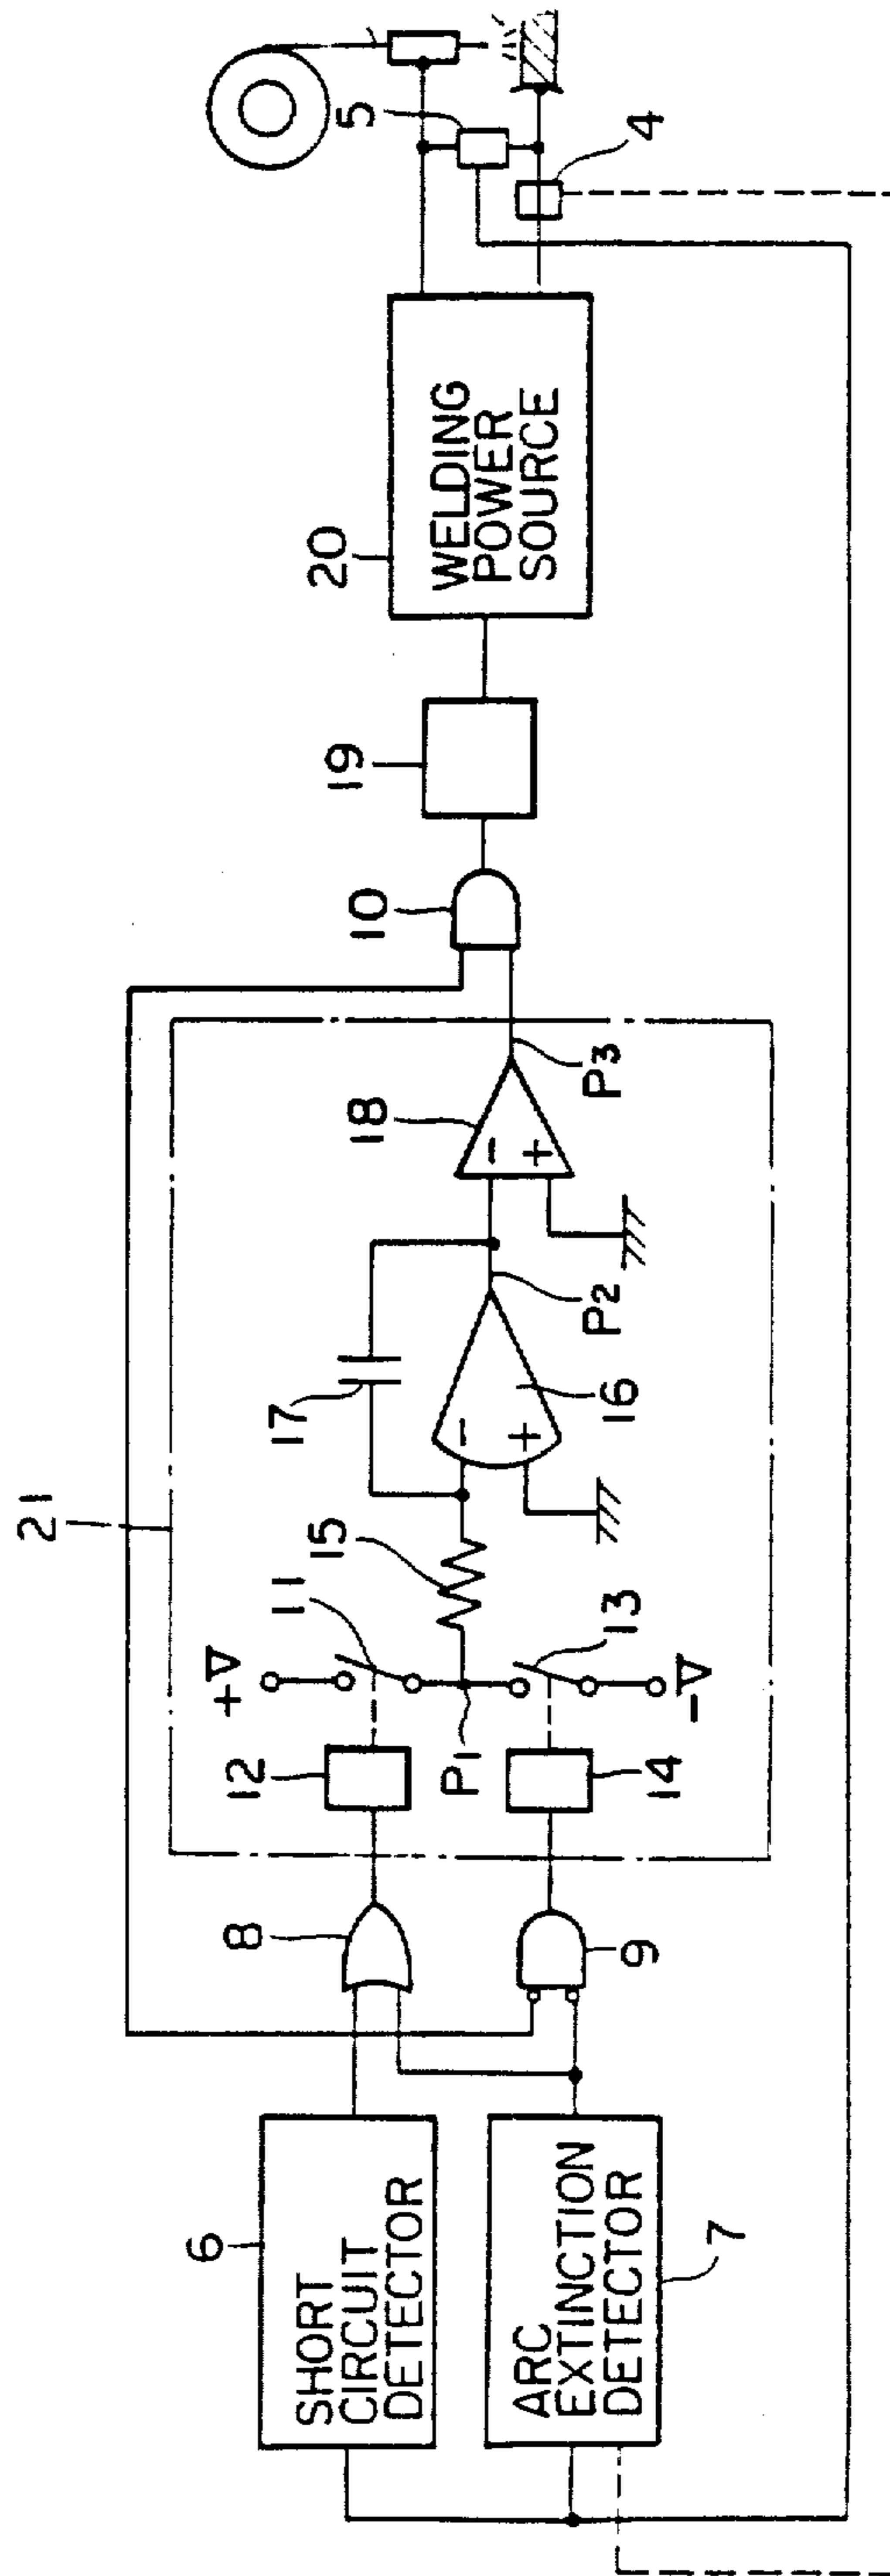 21
+V
11
15
17
18
10
19
20
5
WELDING
POWER
SOURCE
4
8
12
P1
-
+
16
P2
-
+
P3
6
SHORT
CIRCUIT
DETECTOR
9
14
13
-V
ARC
EXTINCTION
DETECTOR
7